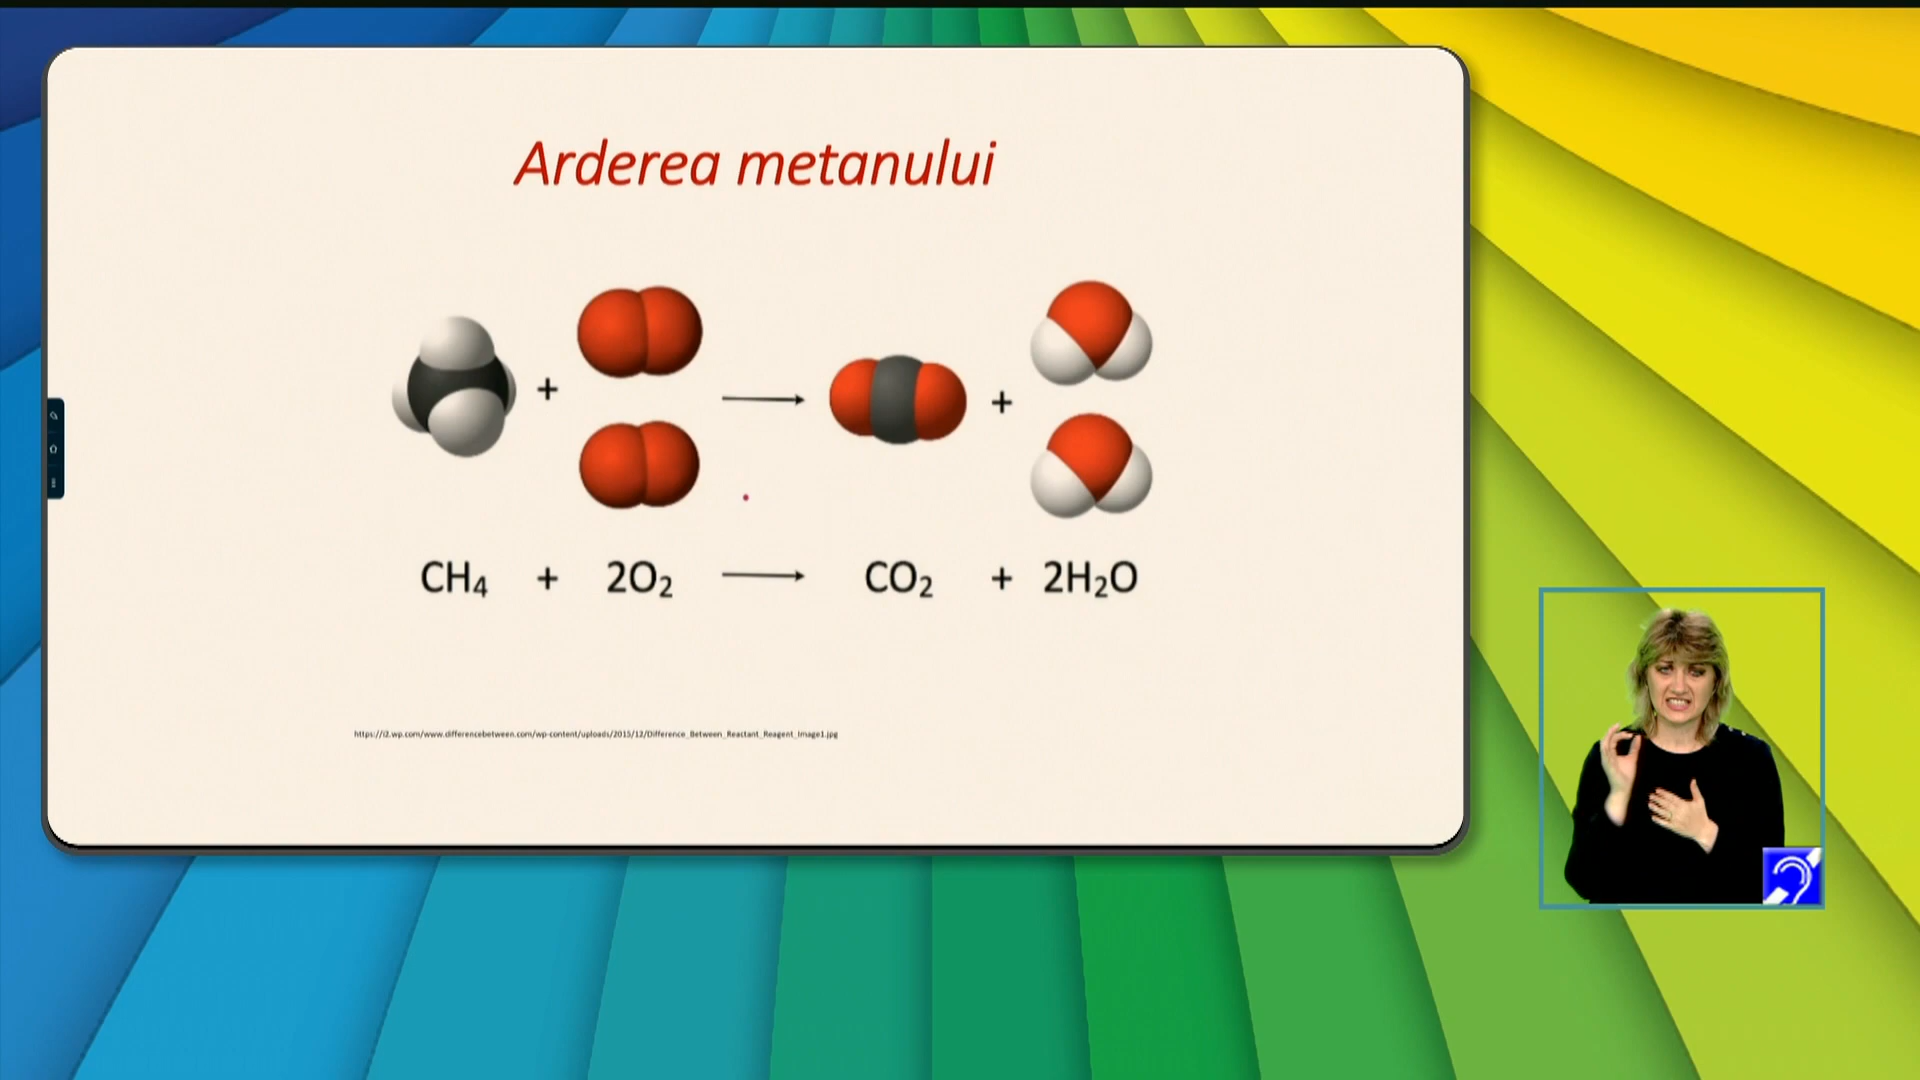 Arderea metanului
+ → +
CH₄ + 2O₂ → CO₂ + 2H₂O
https://i2.wp.com/www.differencebetween.com/wp-content/uploads/2015/12/Difference_Between_Reactant_Reagent_Image1.jpg